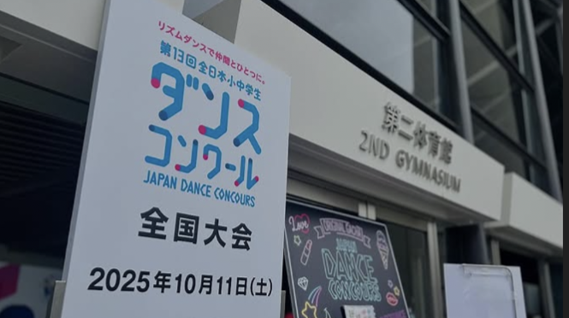 リズムダンスで仲間とひとつに。
第13回全日本小中学生
ダンス
コンクール
JAPAN DANCE CONCOURS
全国大会
2025年10月11日(土)
第二体育館
2ND GYMNASIUM
Love
JAPAN
DANCE
CONCOURS